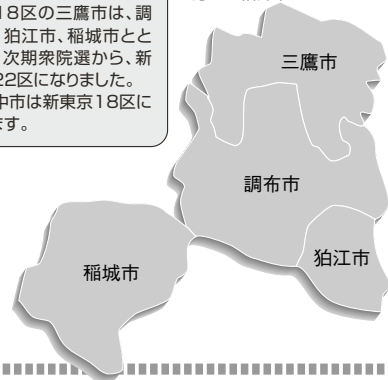 18区の三鷹市は、調
狛江市、稲城市とと
次期衆院選から、新
22区になりました。
中市は新東京18区に
ます。
三鷹市
調布市
狛江市
稲城市